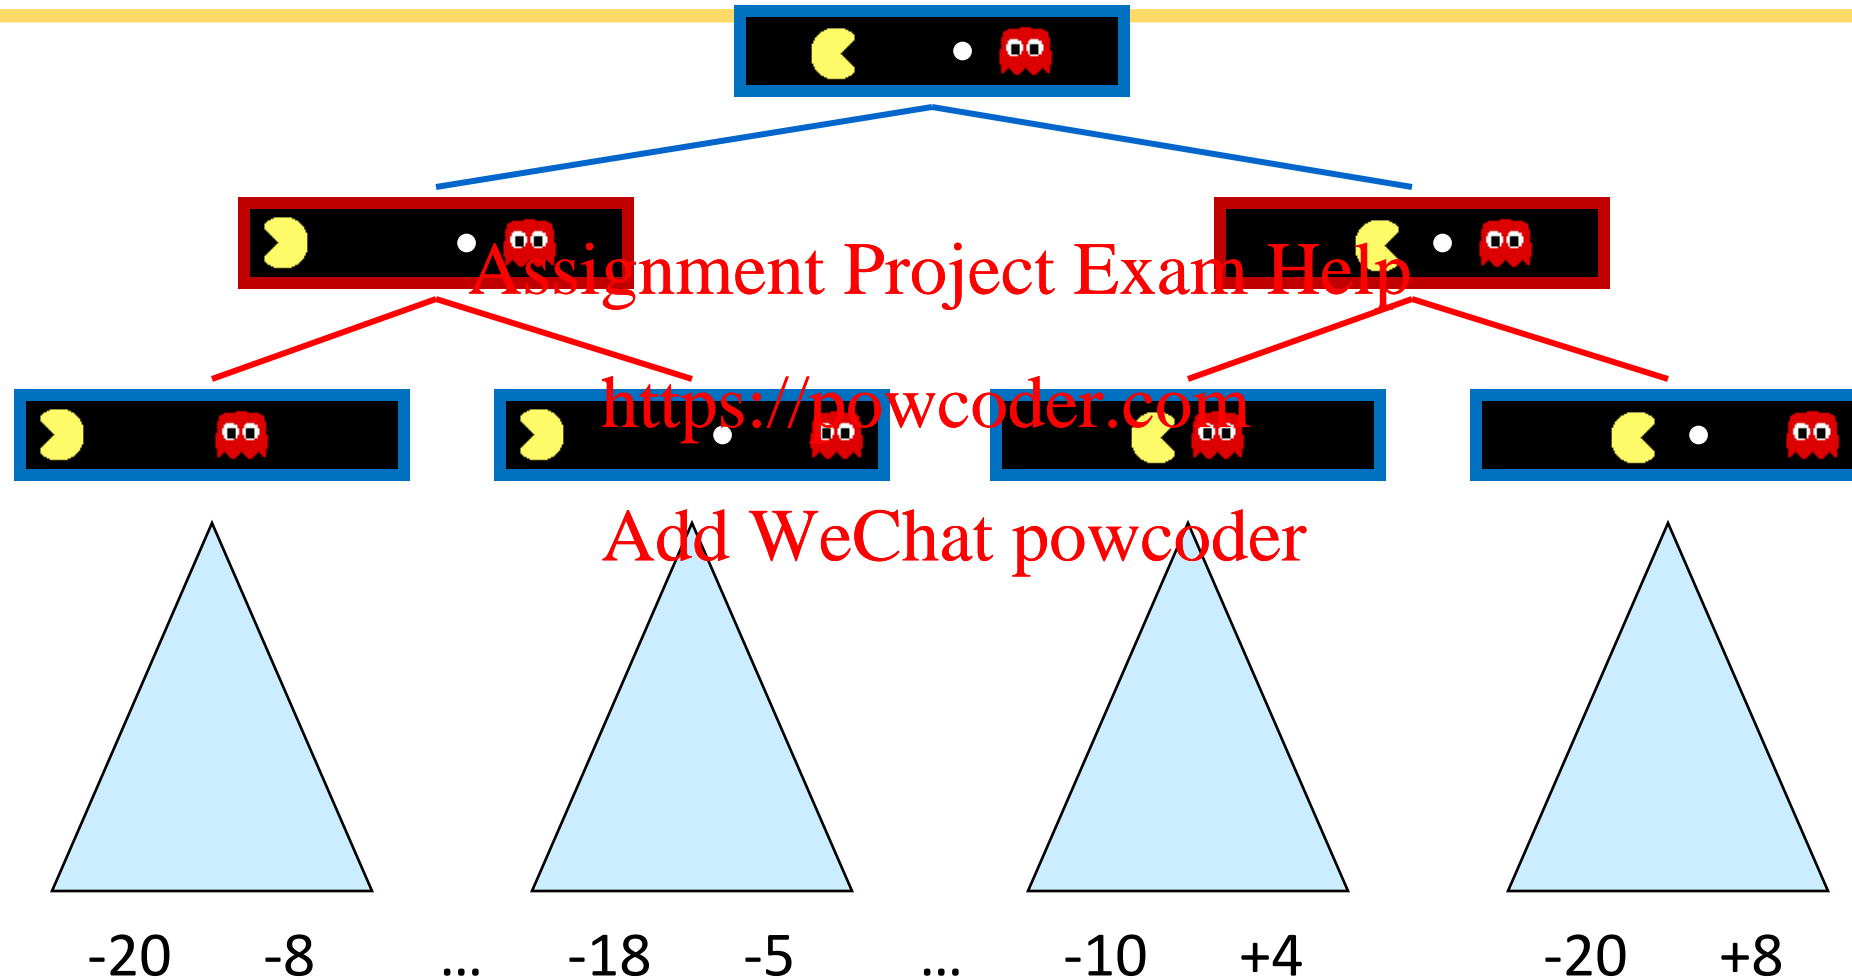 Assignment Project Exam Help
https://powcoder.com
Add WeChat powcoder
-20 -8 ... -18 -5 ... -10 +4 -20 +8